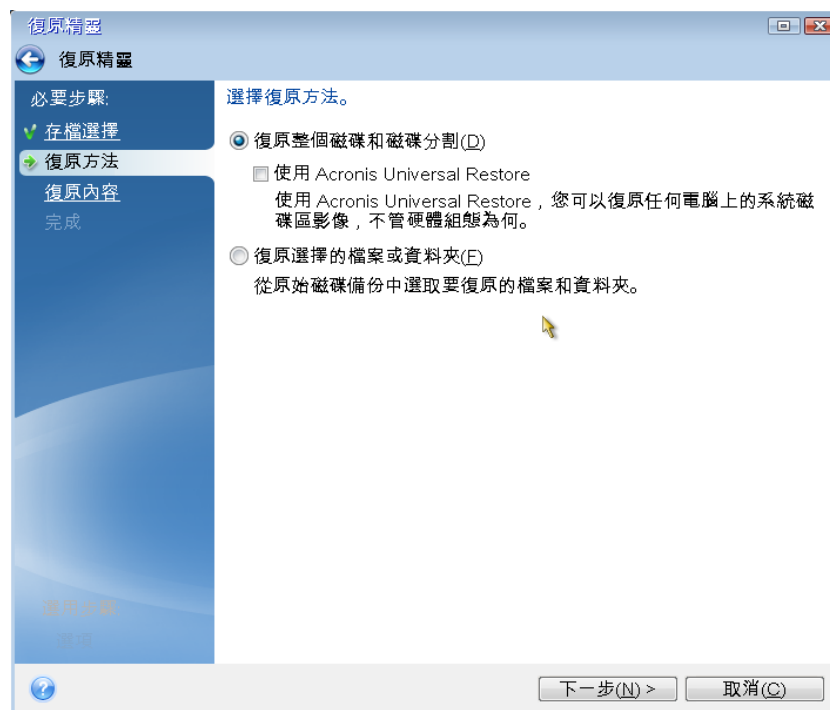 復原精靈
復原精靈
必要步驟:
存檔選擇
復原方法
復原內容
完成
選擇復原方法。
復原整個磁碟和磁碟分割(D)
使用 Acronis Universal Restore
使用 Acronis Universal Restore，您可以復原任何電腦上的系統磁
碟區影像，不管硬體組態為何。
復原選擇的檔案或資料夾(F)
從原始磁碟備份中選取要復原的檔案和資料夾。
下一步(N) >
取消(C)